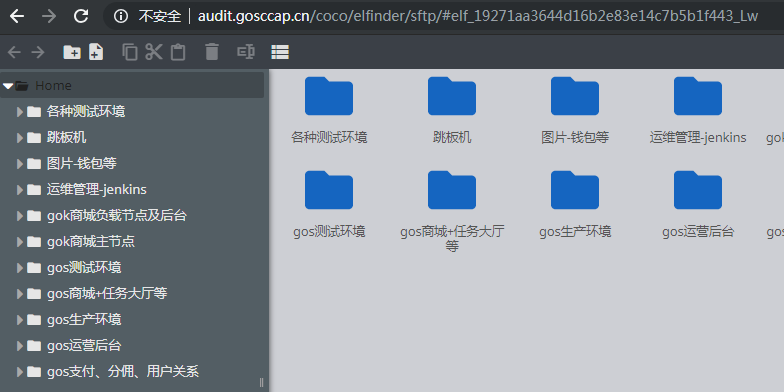 不安全 | audit.gosccap.cn/coco/elfinder/sftp/#elf_19271aa3644d16b2e83e14c7b5b1f443_Lw
Home
各种测试环境
跳板机
图片-钱包等
运维管理-jenkins
gok商城负载节点及后台
gok商城主节点
gos测试环境
gos商城+任务大厅等
gos生产环境
gos运营后台
gos支付、分佣、用户关系
各种测试环境
跳板机
图片-钱包等
运维管理-jenkins
gos测试环境
gos商城+任务大厅
等
gos生产环境
gos运营后台